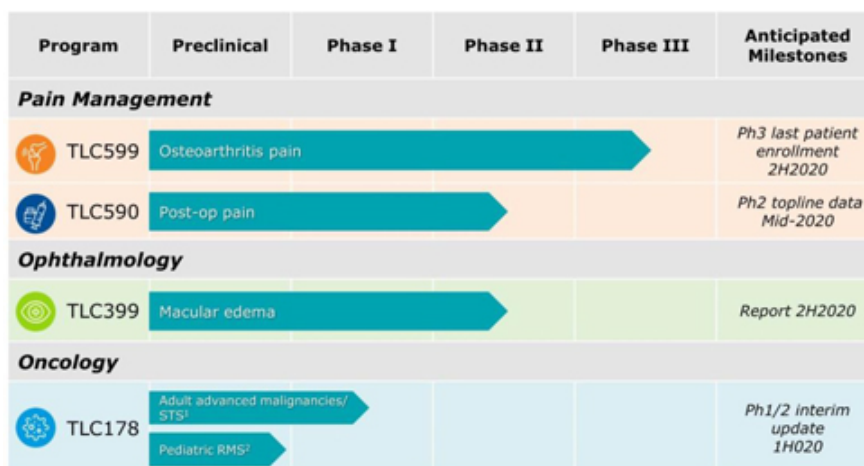 Program Preclinical Phase I Phase II Phase III Anticipated
Milestones
Pain Management
TLC599 Osteoarthritis pain Ph3 last patient
enrollment
2H2020
TLC590 Post-op pain Ph2 topline data
Mid-2020
Ophthalmology
TLC399 Macular edema Report 2H2020
Oncology
TLC178
Adult advanced malignancies/
STS¹
Pediatric RMS²
Ph1/2 interim
update
1H020